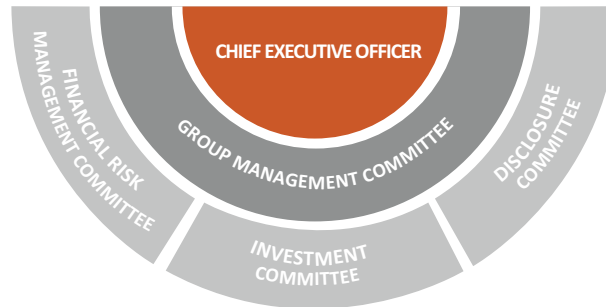 CHIEF EXECUTIVE OFFICER
GROUP MANAGEMENT COMMITTEE
FINANCIAL RISK
MANAGEMENT COMMITTEE
INVESTMENT
COMMITTEE
DISCLOSURE
COMMITTEE